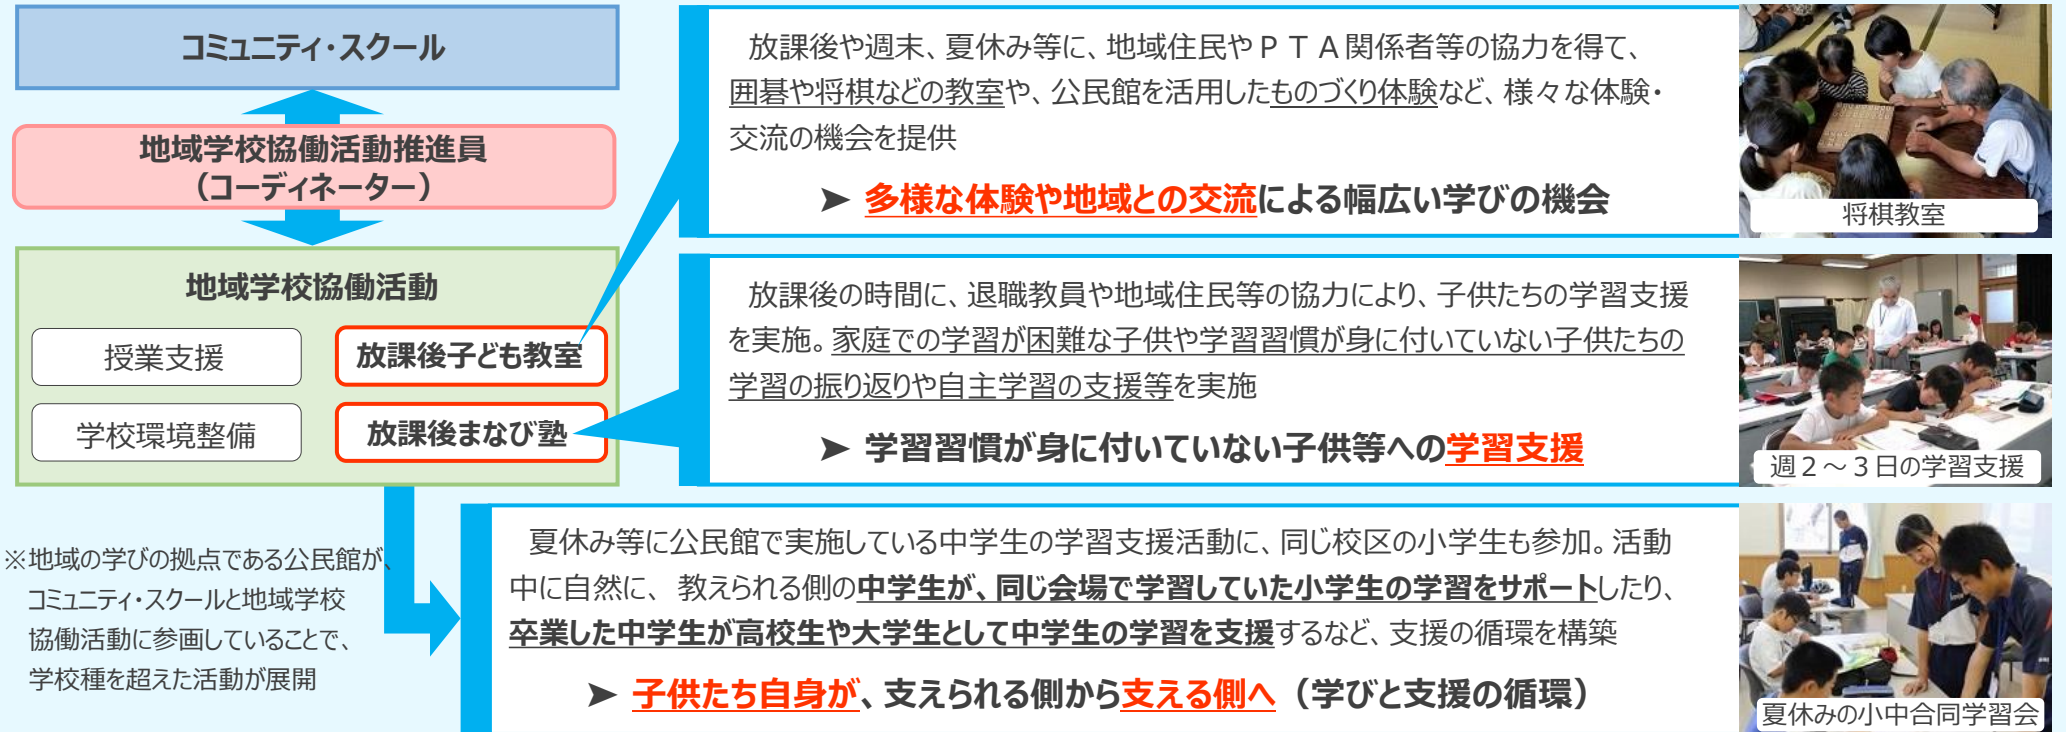 コミュニティ・スクール
地域学校協働活動推進員
（コーディネーター）
地域学校協働活動
授業支援
放課後子ども教室
学校環境整備
放課後まなび塾
※地域の学びの拠点である公民館が、
コミュニティ・スクールと地域学校
協働活動に参画していることで、
学校種を超えた活動が展開
放課後や週末、夏休み等に、地域住民やＰＴＡ関係者等の協力を得て、
囲碁や将棋などの教室や、公民館を活用したものづくり体験など、様々な体験・
交流の機会を提供
➤ 多様な体験や地域との交流による幅広い学びの機会
将棋教室
放課後の時間に、退職教員や地域住民等の協力により、子供たちの学習支援
を実施。家庭での学習が困難な子供や学習習慣が身に付いていない子供たちの
学習の振り返りや自主学習の支援等を実施
➤ 学習習慣が身に付いていない子供等への学習支援
週２～３日の学習支援
夏休み等に公民館で実施している中学生の学習支援活動に、同じ校区の小学生も参加。活動
中に自然に、 教えられる側の中学生が、同じ会場で学習していた小学生の学習をサポートしたり、
卒業した中学生が高校生や大学生として中学生の学習を支援するなど、支援の循環を構築
➤ 子供たち自身が、支えられる側から支える側へ（学びと支援の循環）
夏休みの小中合同学習会